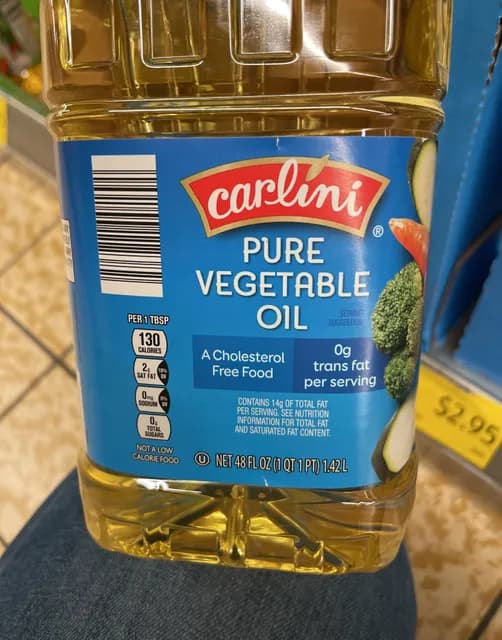 carlini
®
PURE
VEGETABLE
OIL
SERVING
SUGGESTION
PER 1 TBSP
130
CALORIES
2g
SAT FAT
0mg
SODIUM
0g
TOTAL
SUGARS
NOT A LOW
CALORIE FOOD
A Cholesterol
Free Food
0g
trans fat
per serving
CONTAINS 14g OF TOTAL FAT
PER SERVING. SEE NUTRITION
INFORMATION FOR TOTAL FAT
AND SATURATED FAT CONTENT.
U NET 48 FL OZ (1 QT 1 PT) 1.42 L
$2.95